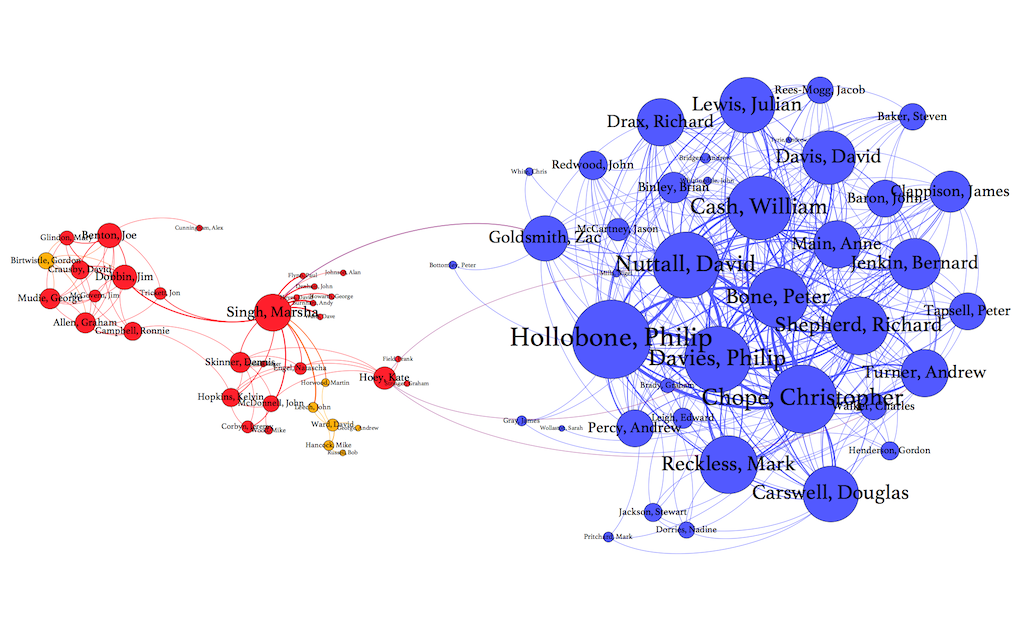 Rees-Mogg, Jacob
Lewis, Julian
Baker, Steven
Drax, Richard
Davis, David
Redwood, John
White, Chris
Binley, Brian
Clappison, James
Baron, John
Cash, William
Cunningham, Alex
McCartney, Jason
Benton, Joe
Goldsmith, Zac
Main, Anne
Birtwistle, Gordon
Crausby, David
Nuttall, David
Jenkin, Bernard
Bottomley, Peter
Dobbin, Jim
Johnson, Alan
Flynn, Paul
Trickett, Jon
McGovern, Jim
Mudie, George
Bone, Peter
Singh, Marsha
Tapsell, Peter
Allen, Graham
Shepherd, Richard
Campbell, Ronnie
Hollobone, Philip
Davies, Philip
Field, Frank
Skinner, Dennis
Engel, Natascha
Turner, Andrew
Hoey, Kate
Horwood, Martin
Brady, Graham
Hopkins, Kelvin
McDonnell, John
Chope, Christopher
Walker, Charles
Leech, John
Leigh, Edward
Gray, James
Ward, David
Corbyn, Jeremy
Wollaston, Sarah
Percy, Andrew
Hancock, Mike
Russell, Bob
Henderson, Gordon
Reckless, Mark
Carswell, Douglas
Jackson, Stewart
Dorries, Nadine
Pritchard, Mark